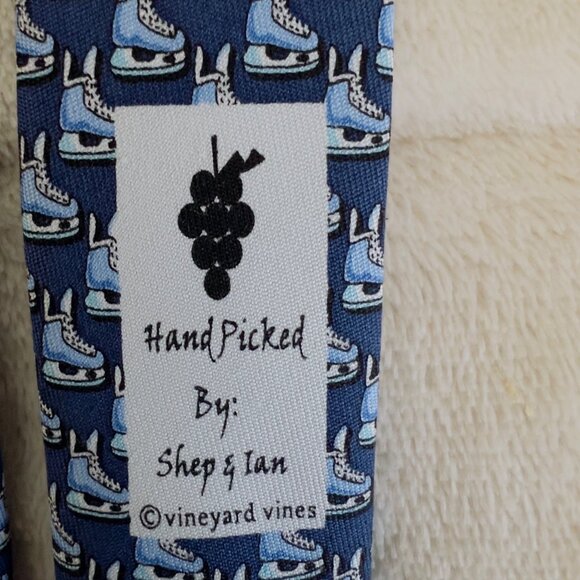 Hand Picked
By:
Shep & Ian
©vineyard vines